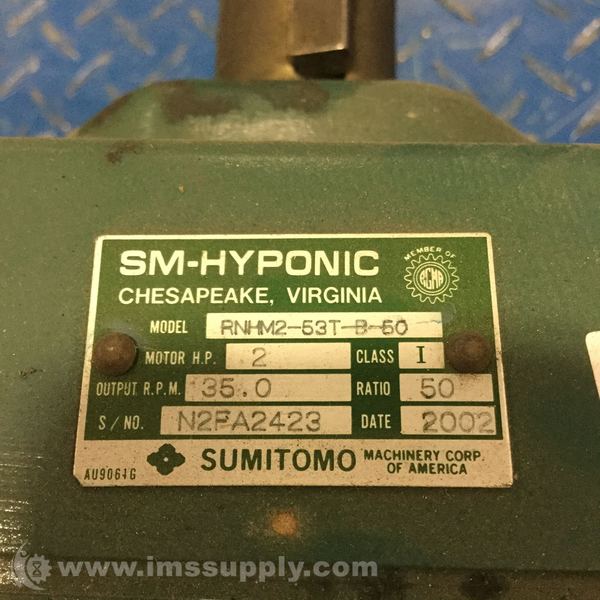 SM-HYPONIC
MEMBER OF
AGMA
CHESAPEAKE, VIRGINIA
MODEL RNHM2-53T-B-50
MOTOR H.P. 2 CLASS I
OUTPUT R.P.M. 35.0 RATIO 50
S/NO. N2FA2423 DATE 2002
AU9061G SUMITOMO MACHINERY CORP. OF AMERICA
www.imssupply.com